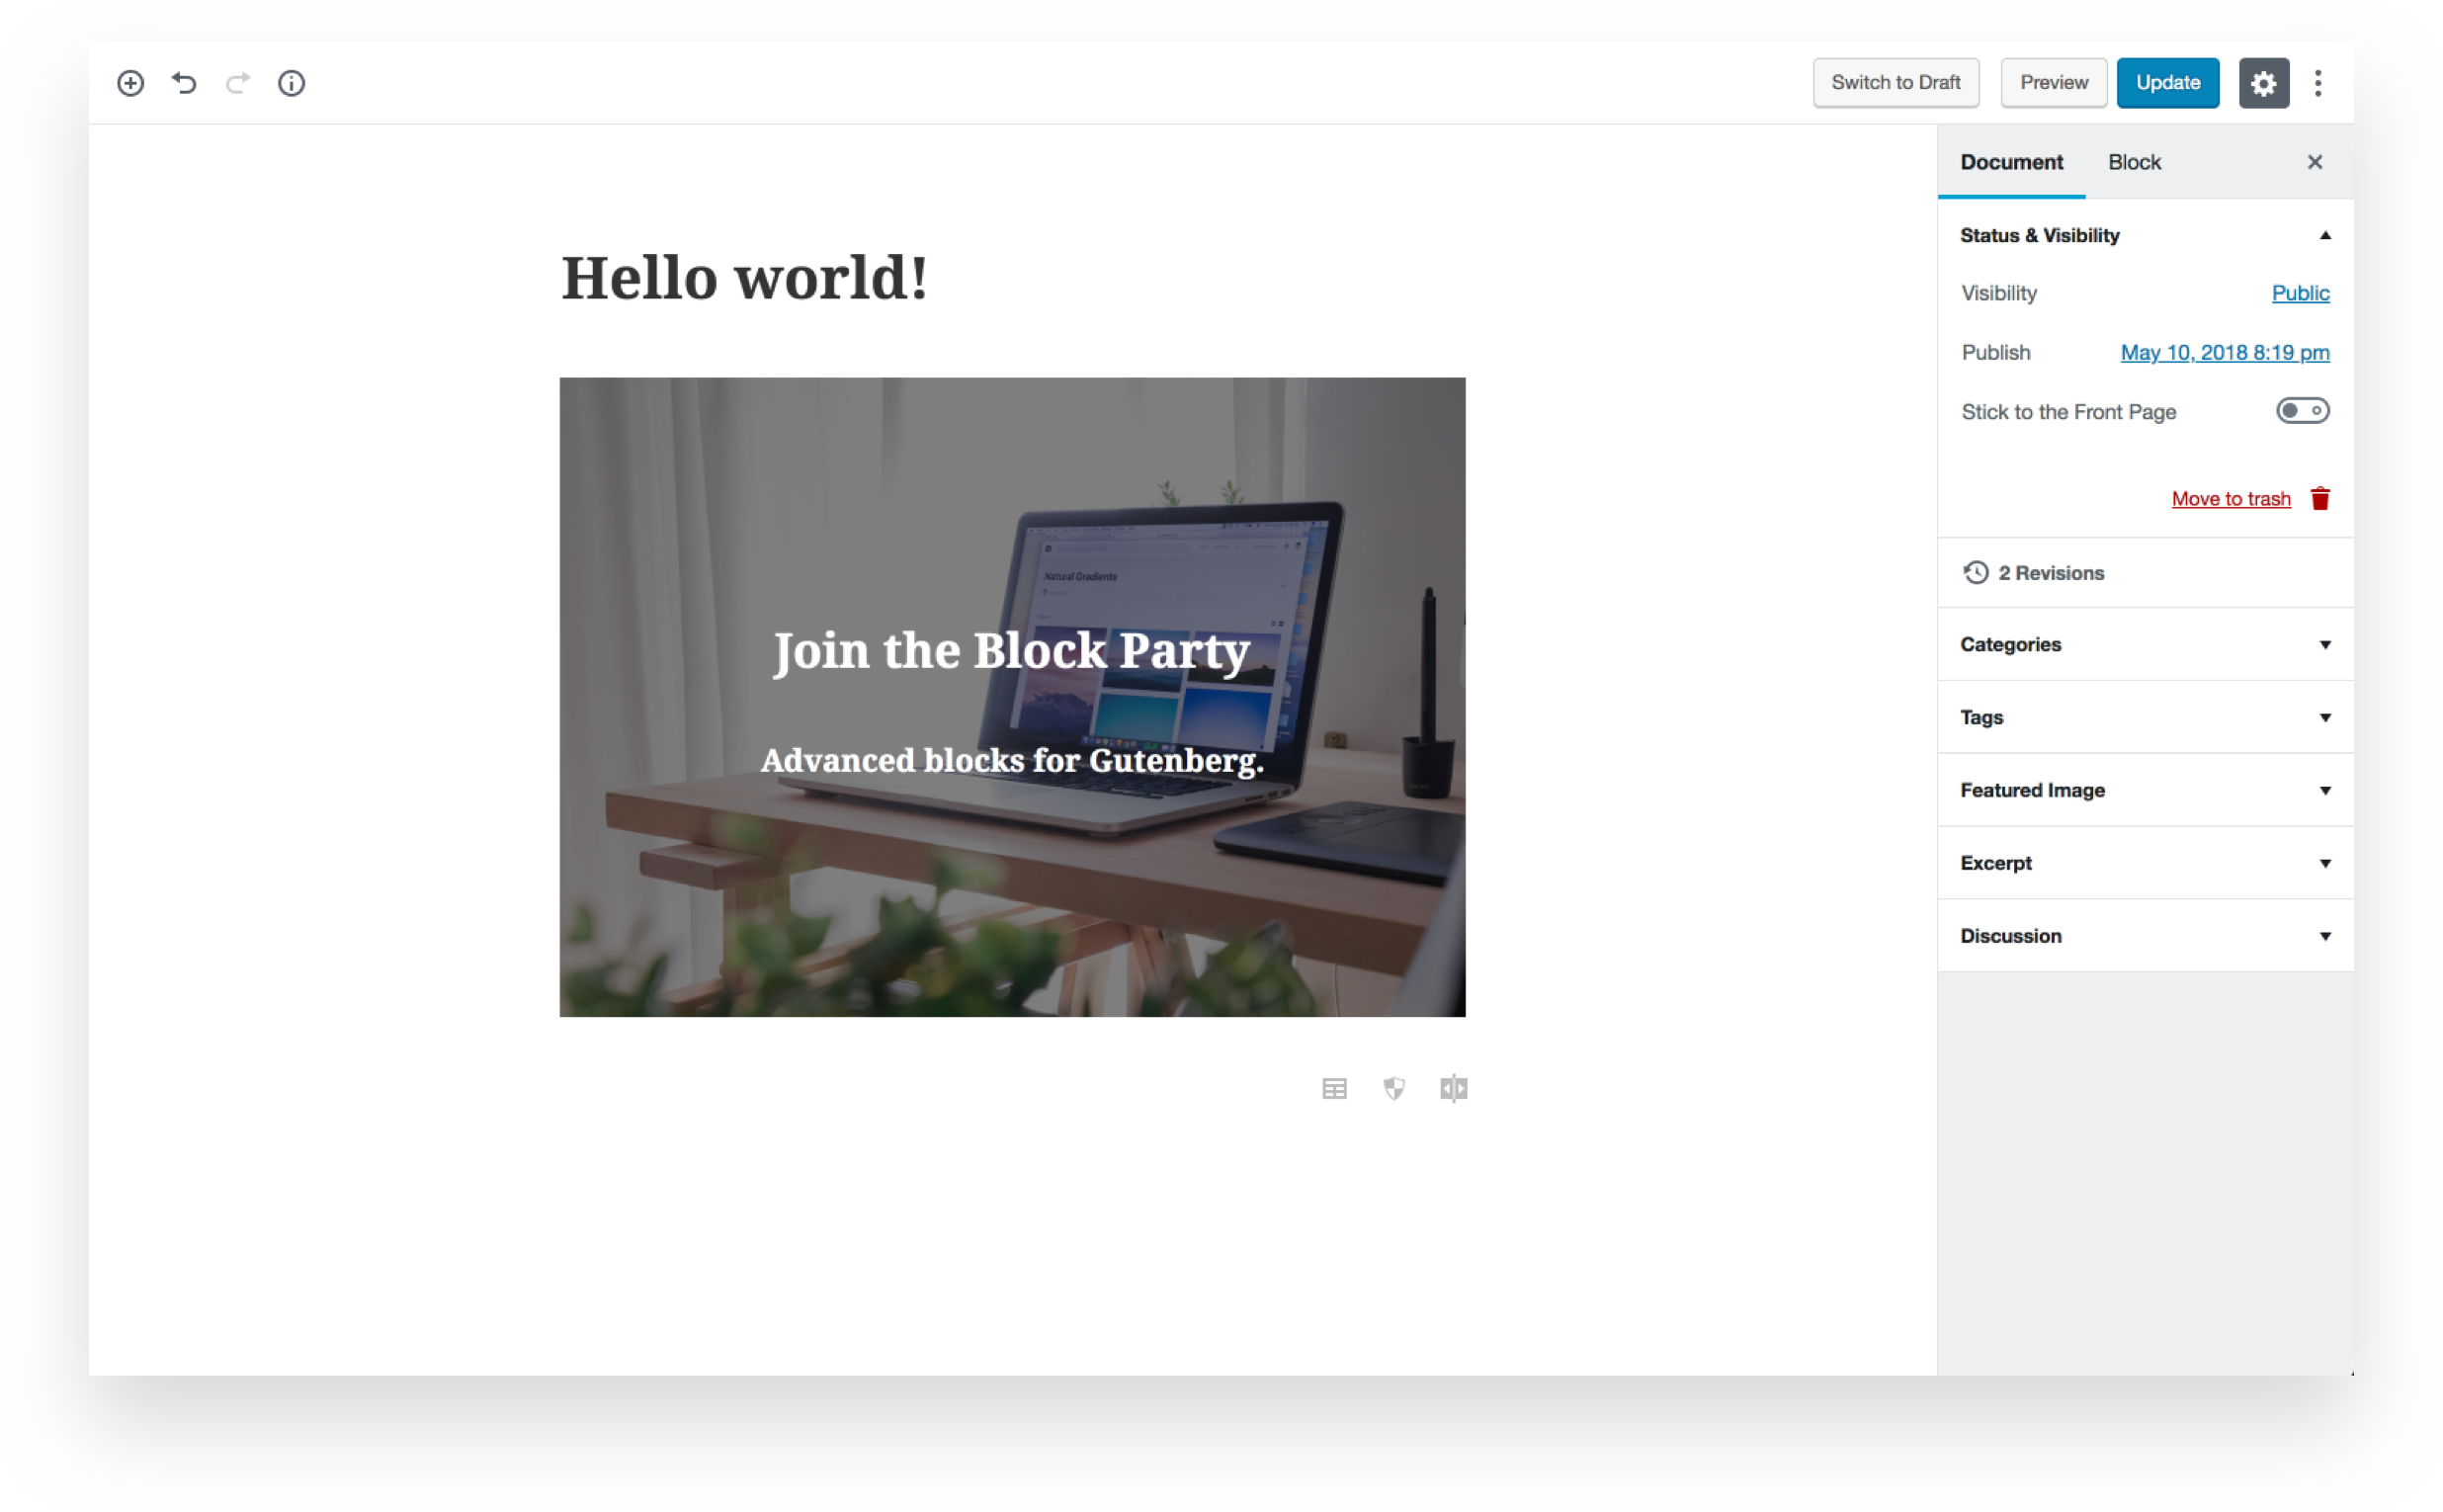 Switch to Draft Preview Update
Document Block
Status & Visibility
Visibility Public
Publish May 10, 2018 8:19 pm
Stick to the Front Page
Move to trash
2 Revisions
Categories
Tags
Featured Image
Excerpt
Discussion
Hello world!
Natural Gradients
Join the Block Party
Advanced blocks for Gutenberg.